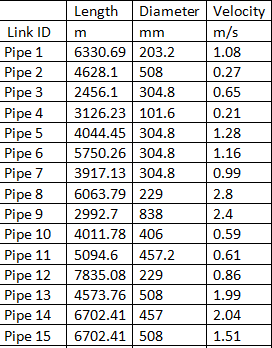 Length Diameter Velocity
Link ID m mm m/s
Pipe 1 6330.69 203.2 1.08
Pipe 2 4628.1 508 0.27
Pipe 3 2456.1 304.8 0.65
Pipe 4 3126.23 101.6 0.21
Pipe 5 4044.45 304.8 1.28
Pipe 6 5750.26 304.8 1.16
Pipe 7 3917.13 304.8 0.99
Pipe 8 6063.79 229 2.8
Pipe 9 2992.7 838 2.4
Pipe 10 4011.78 406 0.59
Pipe 11 5094.6 457.2 0.61
Pipe 12 7835.08 229 0.86
Pipe 13 4573.76 508 1.99
Pipe 14 6702.41 457 2.04
Pipe 15 6702.41 508 1.51